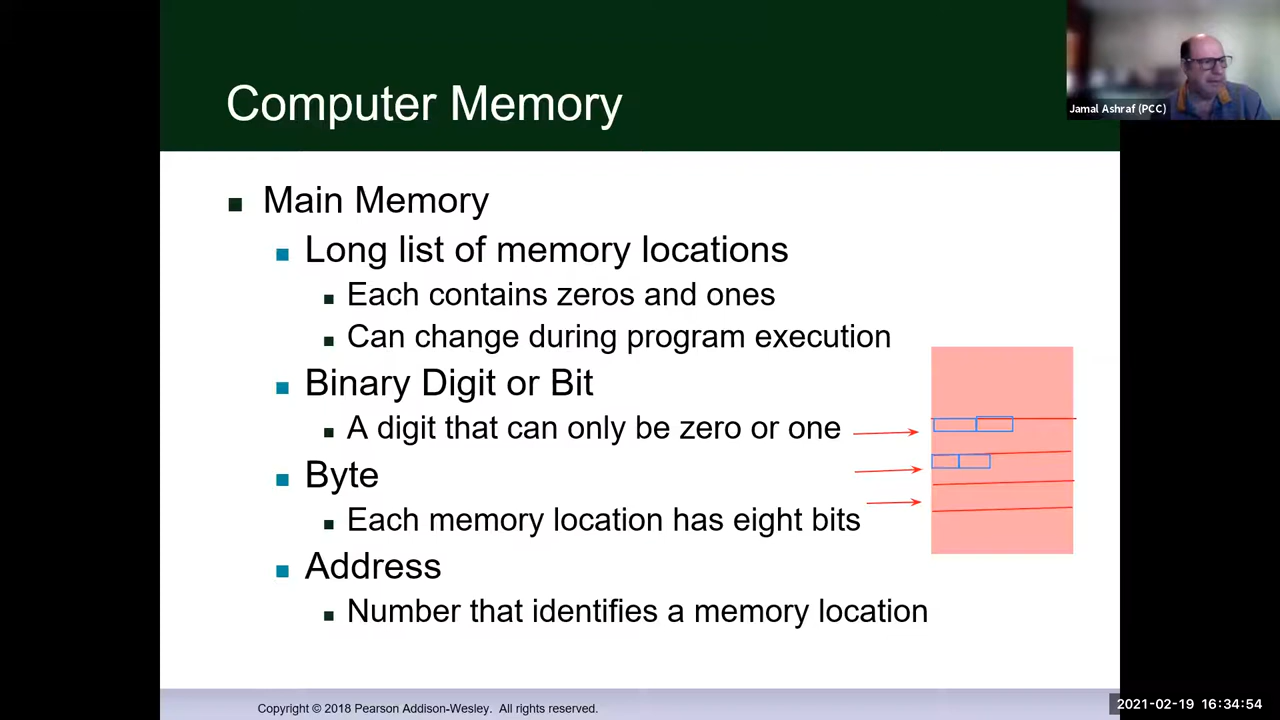 Computer Memory
Jamal Ashraf (PCC)
Main Memory
Long list of memory locations
Each contains zeros and ones
Can change during program execution
Binary Digit or Bit
A digit that can only be zero or one
Byte
Each memory location has eight bits
Address
Number that identifies a memory location
Copyright © 2018 Pearson Addison-Wesley. All rights reserved.
2021-02-19 16:34:54